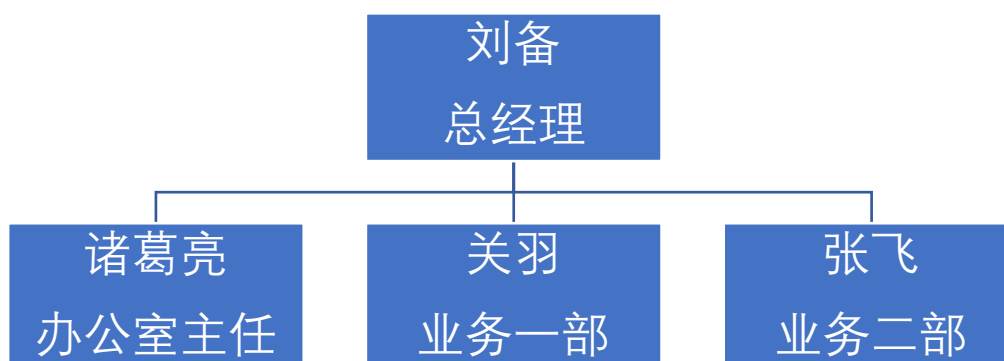 刘备
总经理
诸葛亮
办公室主任
关羽
业务一部
张飞
业务二部